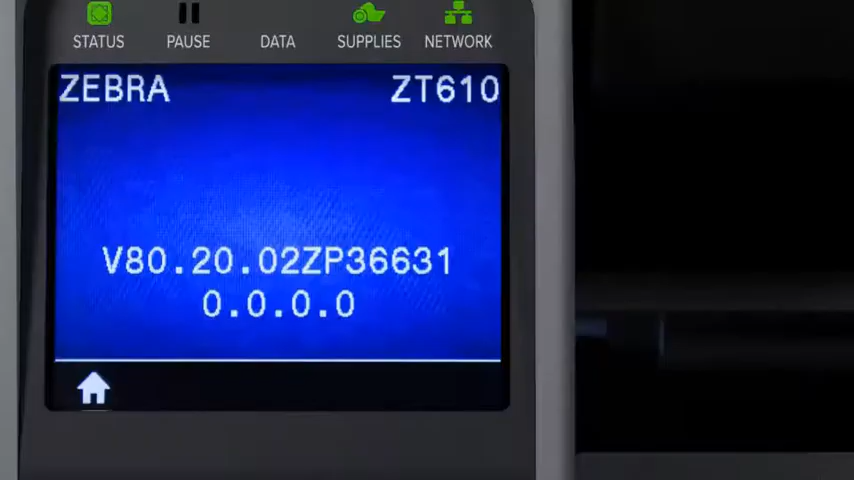 STATUS PAUSE DATA SUPPLIES NETWORK
ZEBRA ZT610
V80.20.02ZP36631
0.0.0.0